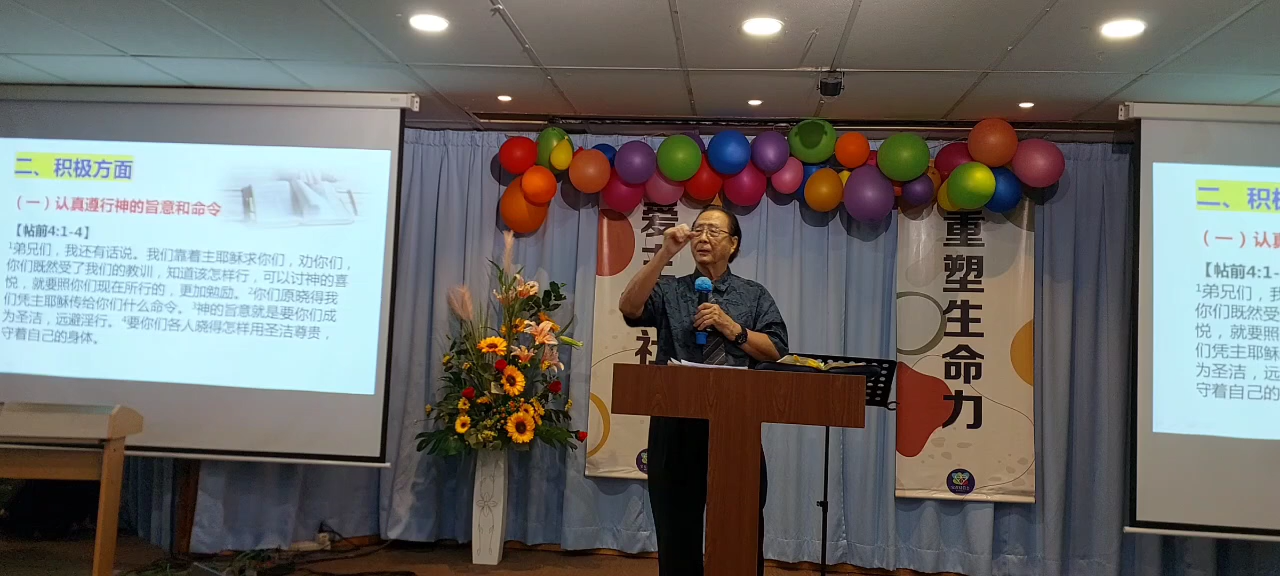 二、积极方面
（一）认真遵行神的旨意和命令
【帖前4:1-4】
¹弟兄们，我还有话说。我们靠着主耶稣求你们，劝你们，
你们既然受了我们的教训，知道该怎样行，可以讨神的喜
悦，就要照你们现在所行的，更加勉励。²你们原晓得我
们凭主耶稣传给你们什么命令。³神的旨意就是要你们成
为圣洁，远避淫行。⁴要你们各人晓得怎样用圣洁尊贵，
守着自己的身体。
爱
社
重塑生命力
二、积
（一）认真
【帖前4:1-
¹弟兄们，我
你们既然受
悦，就要照
们凭主耶稣
为圣洁，远
守着自己的